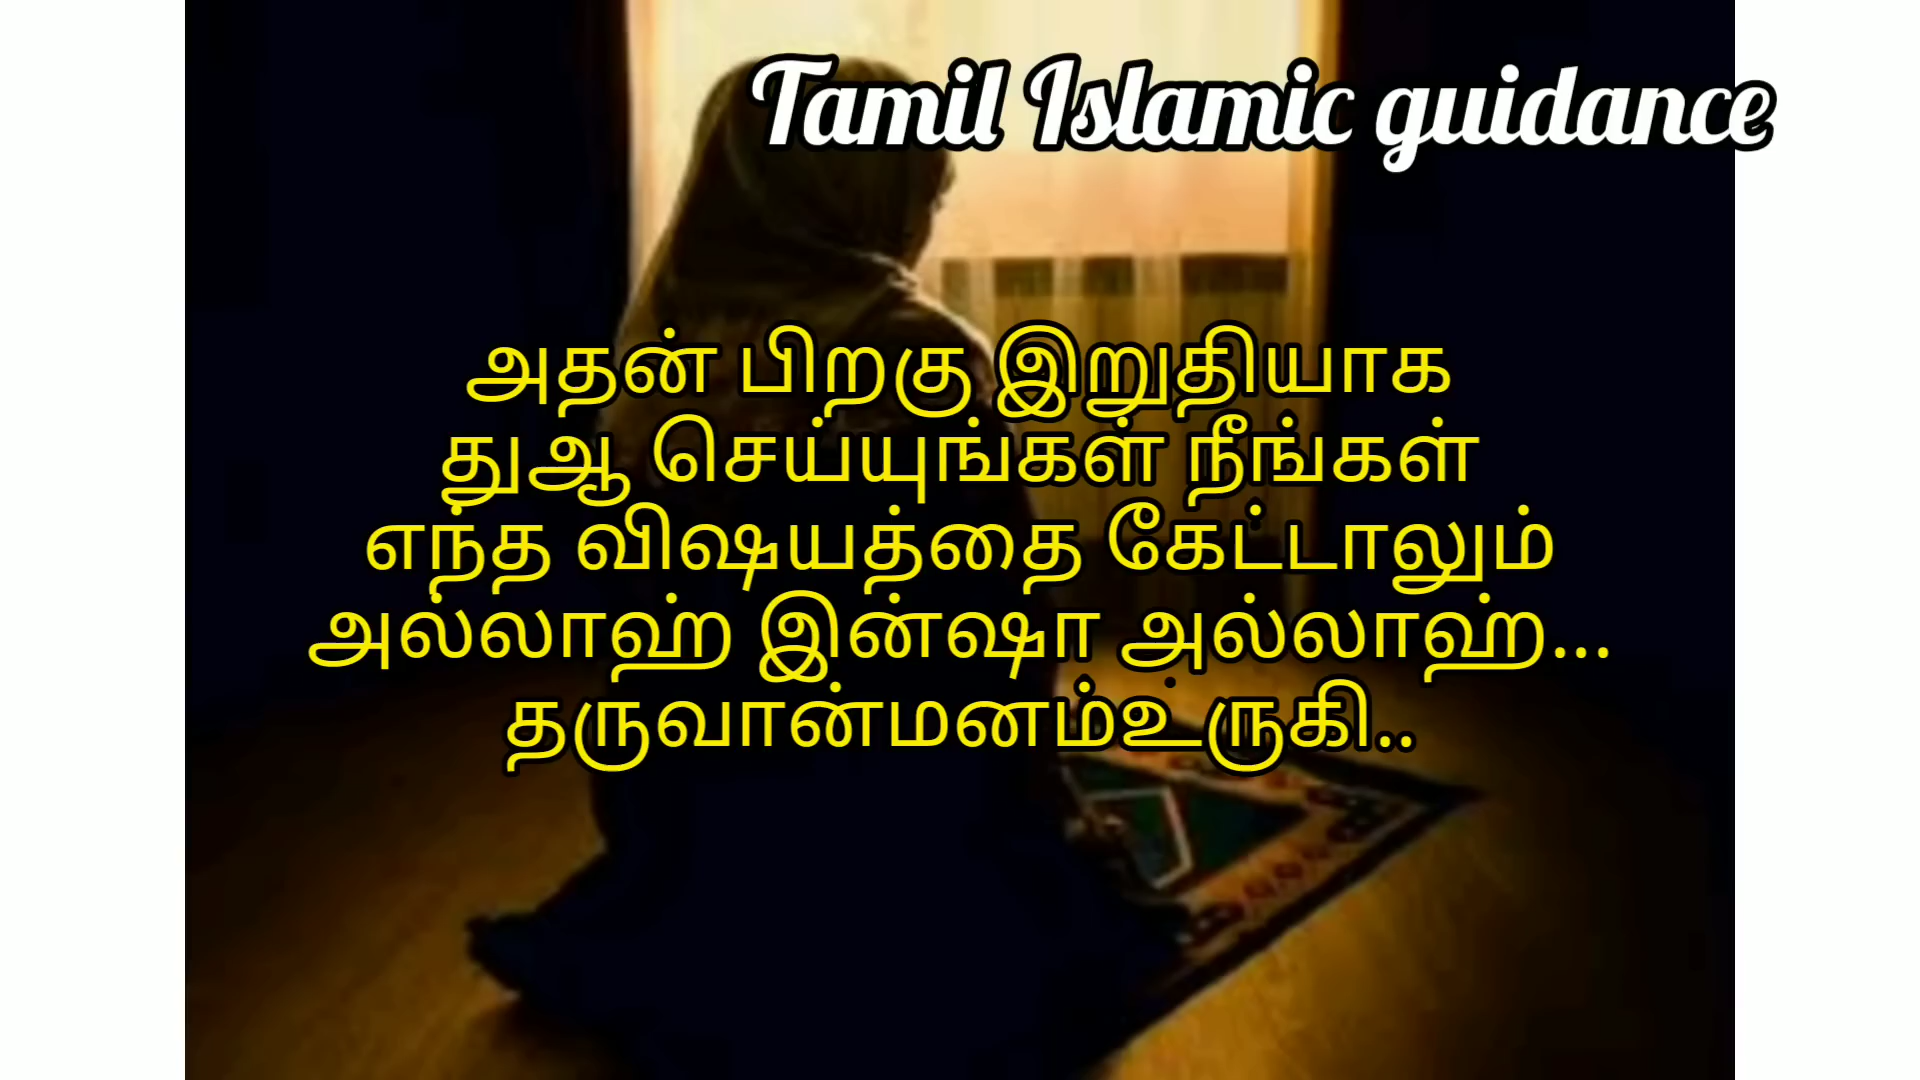 Tamil Islamic guidance
அதன் பிறகு இறுதியாக
துஆ செய்யுங்கள் நீங்கள்
எந்த விஷயத்தை கேட்டாலும்
அல்லாஹ் இன்ஷா அல்லாஹ்...
தருவான்மனம்உருகி..